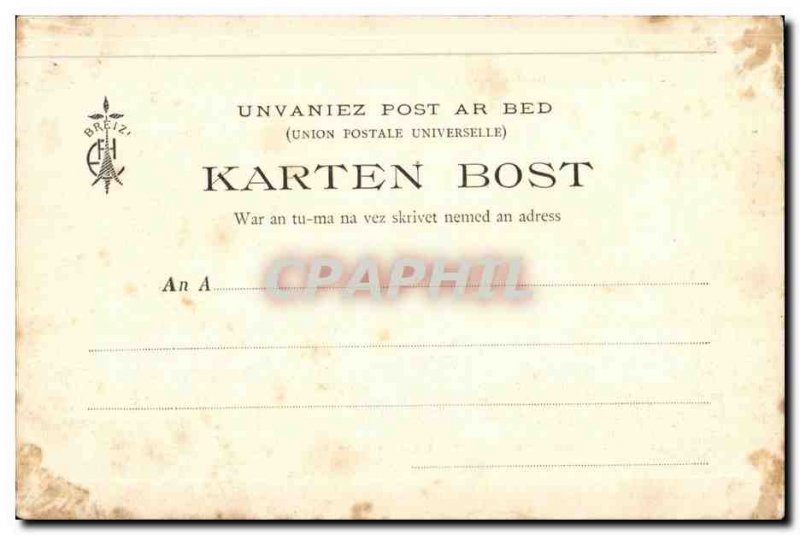 UNVANIEZ POST AR BED
BREIZ'
(UNION POSTALE UNIVERSELLE)
KARTEN BOST
War an tu-ma na vez skrivet nemed an adress
An A
CPAPHIL